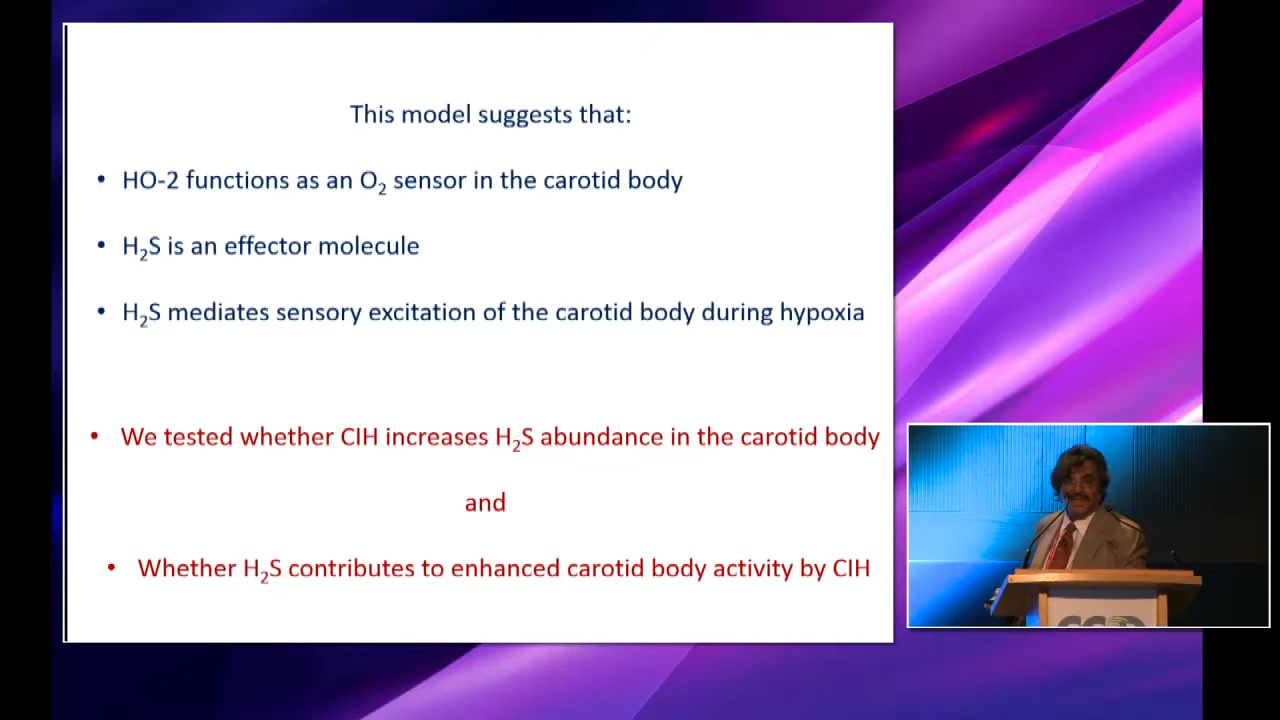 This model suggests that:
• HO-2 functions as an O₂ sensor in the carotid body
• H₂S is an effector molecule
• H₂S mediates sensory excitation of the carotid body during hypoxia
• We tested whether CIH increases H₂S abundance in the carotid body
and
• Whether H₂S contributes to enhanced carotid body activity by CIH